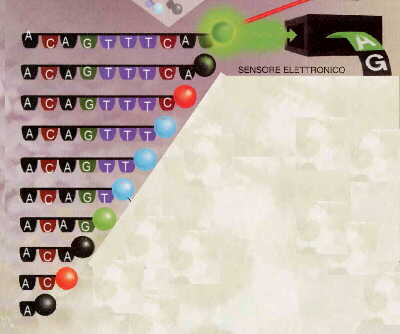 A C A G T T T C A
A
G
SENSORE ELETTRONICO
A C A G T T T C A
A C A G T T T C
A C A G T T T
A C A G T T
A C A G T
A C A G
A C A
A C
A